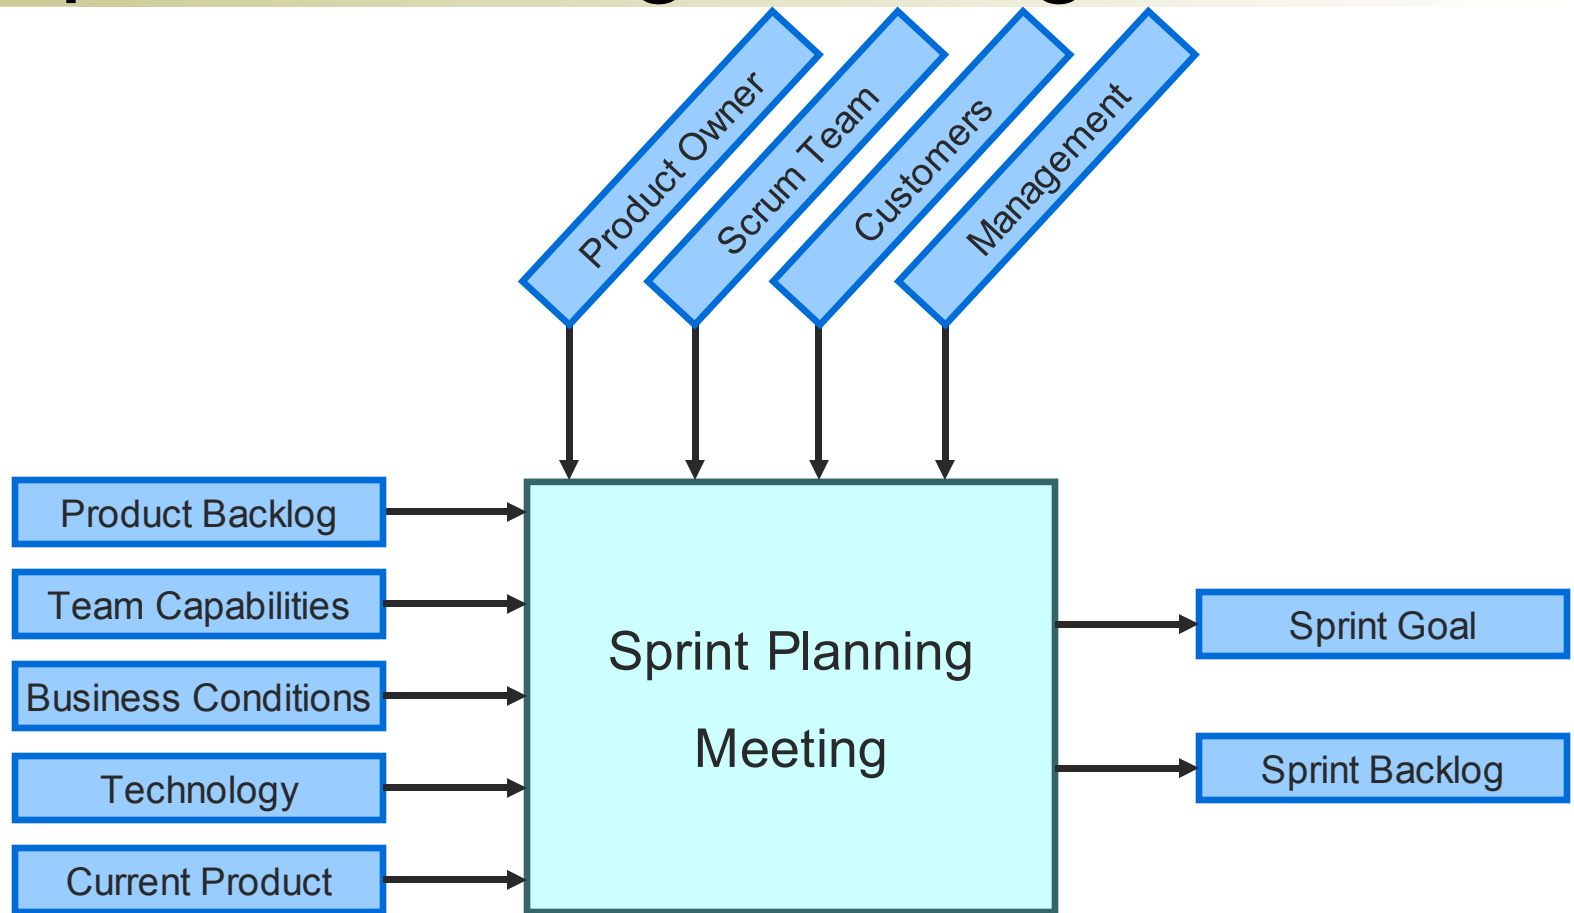 Product Owner
Scrum Team
Customers
Management
Product Backlog
Team Capabilities
Business Conditions
Technology
Current Product
Sprint Planning
Meeting
Sprint Goal
Sprint Backlog